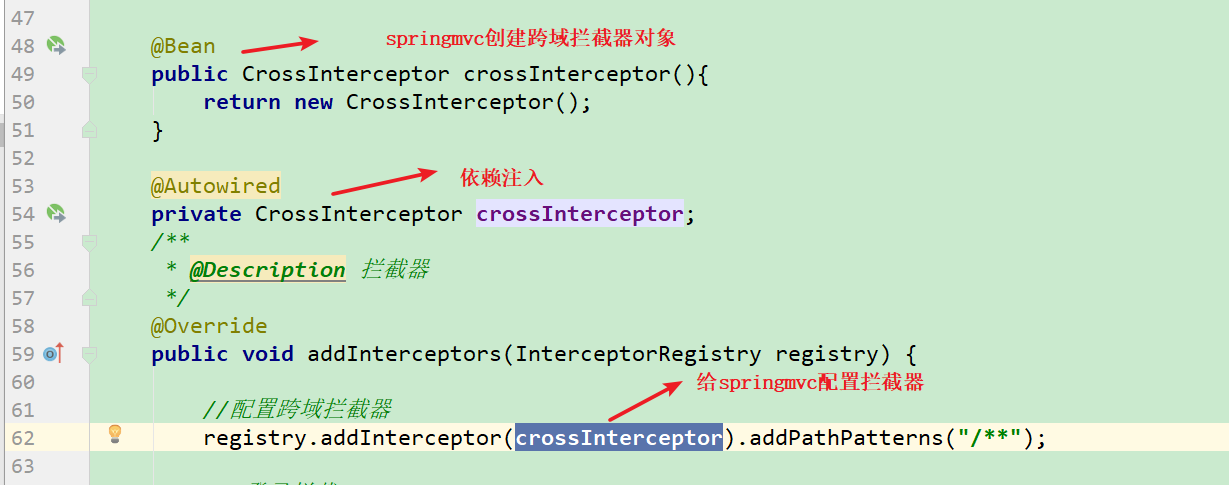 47
48 @Bean springmvc创建跨域拦截器对象
49 public CrossInterceptor crossInterceptor(){
50 return new CrossInterceptor();
51 }
52
53 @Autowired 依赖注入
54 private CrossInterceptor crossInterceptor;
55 /**
56 * @Description 拦截器
57 */
58 @Override
59 public void addInterceptors(InterceptorRegistry registry) {
60 给springmvc配置拦截器
61 //配置跨域拦截器
62 registry.addInterceptor(crossInterceptor).addPathPatterns("/**");
63